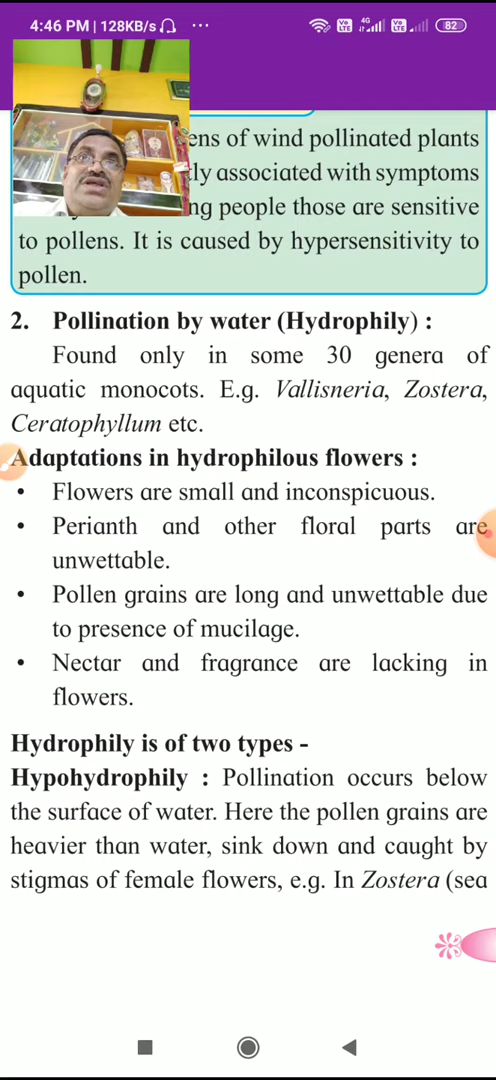 4:46 PM | 128KB/s
4G
82
ens of wind pollinated plants
tly associated with symptoms
ng people those are sensitive
to pollens. It is caused by hypersensitivity to
pollen.
2. Pollination by water (Hydrophily) :
Found only in some 30 genera of
aquatic monocots. E.g. Vallisneria, Zostera,
Ceratophyllum etc.
Adaptations in hydrophilous flowers :
• Flowers are small and inconspicuous.
• Perianth and other floral parts are
unwettable.
• Pollen grains are long and unwettable due
to presence of mucilage.
• Nectar and fragrance are lacking in
flowers.
Hydrophily is of two types -
Hypohydrophily : Pollination occurs below
the surface of water. Here the pollen grains are
heavier than water, sink down and caught by
stigmas of female flowers, e.g. In Zostera (sea